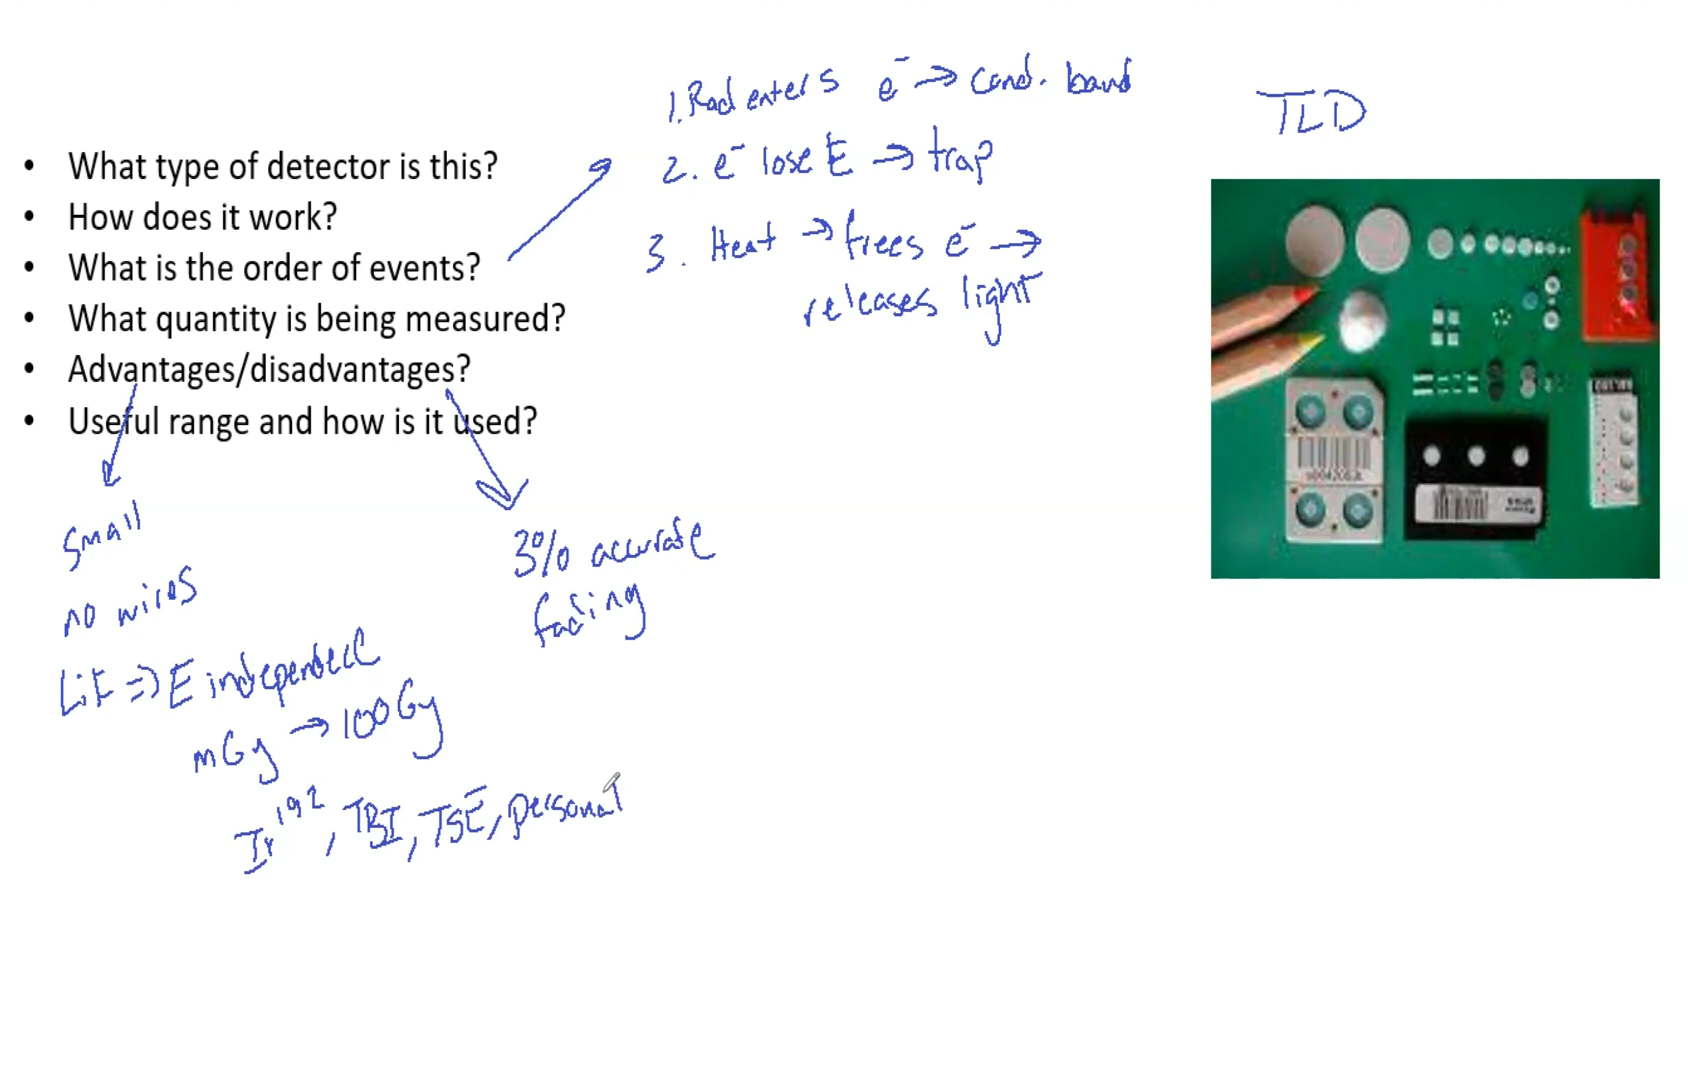 • What type of detector is this?
• How does it work?
• What is the order of events?
• What quantity is being measured?
• Advantages/disadvantages?
• Useful range and how is it used?
1. Rad enters e⁻ → cond. band
2. e⁻ lose E → trap
3. Heat → frees e⁻ →
releases light
TLD
small
no wires
LiF => E independent
mGy → 100Gy
Ir¹⁹², TBI, TSE, personal
3% accurate
fading